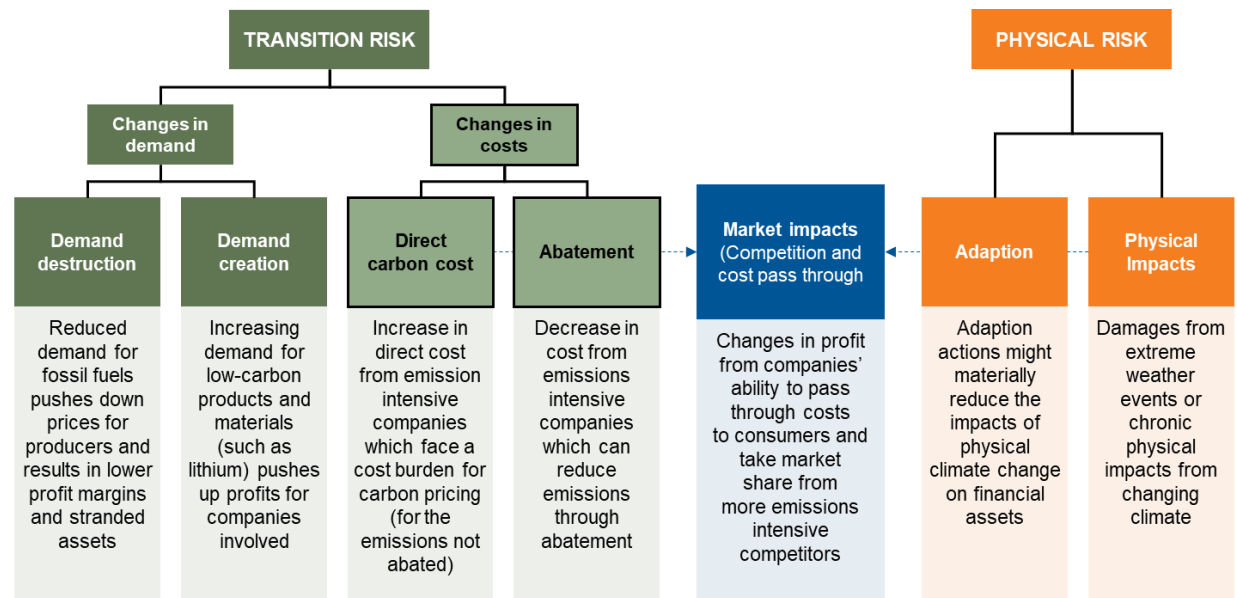 TRANSITION RISK
PHYSICAL RISK
Changes in
demand
Changes in
costs
Demand
destruction
Demand
creation
Direct
carbon cost
Abatement
Market impacts
(Competition and
cost pass through
Adaption
Physical
Impacts
Reduced
demand for
fossil fuels
pushes down
prices for
producers and
results in lower
profit margins
and stranded
assets
Increasing
demand for
low-carbon
products and
materials
(such as
lithium) pushes
up profits for
companies
involved
Increase in
direct cost
from emission
intensive
companies
which face a
cost burden for
carbon pricing
(for the
emissions not
abated)
Decrease in
cost from
emissions
intensive
companies
which can
reduce
emissions
through
abatement
Changes in profit
from companies’
ability to pass
through costs
to consumers and
take market
share from
more emissions
intensive
competitors
Adaption
actions might
materially
reduce the
impacts of
physical
climate change
on financial
assets
Damages from
extreme
weather
events or
chronic
physical
impacts from
changing
climate